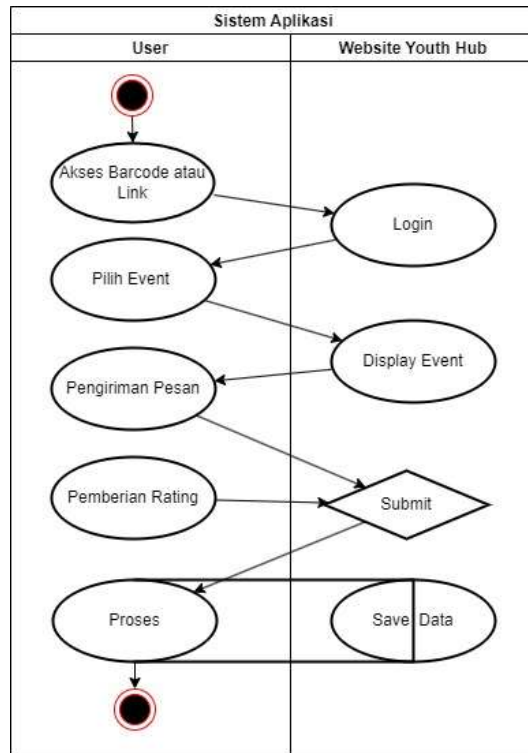 Sistem Aplikasi
User
Website Youth Hub
Akses Barcode atau
Link
Login
Pilih Event
Display Event
Pengiriman Pesan
Pemberian Rating
Submit
Proses
Save Data